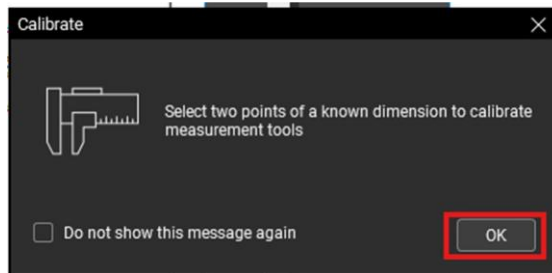 Calibrate
Select two points of a known dimension to calibrate
measurement tools
Do not show this message again
OK